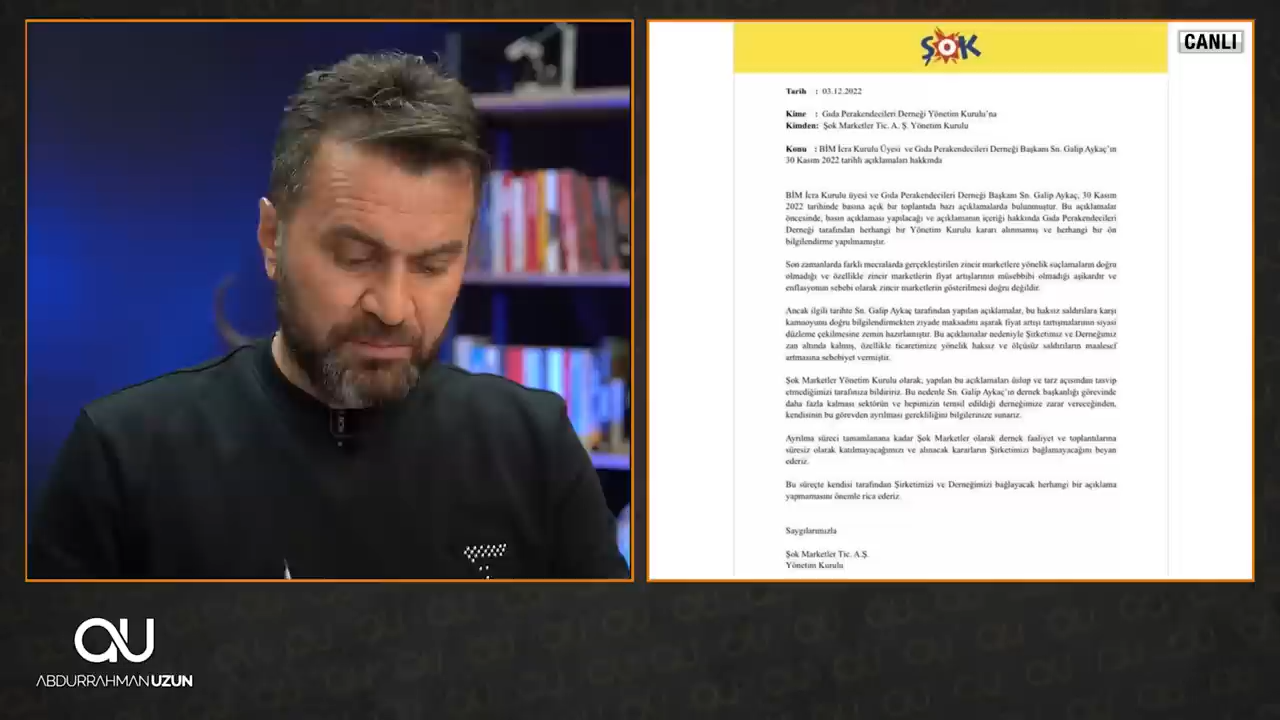 ŞOK
CANLI
Tarih : 03.12.2022
Kime : Gıda Perakendecileri Derneği Yönetim Kurulu'na
Kimden: Şok Marketler Tic. A. Ş. Yönetim Kurulu
Konu : BİM İcra Kurulu Üyesi ve Gıda Perakendecileri Derneği Başkanı Sn. Galip Aykaç'ın
30 Kasım 2022 tarihli açıklamaları hakkında
BİM İcra Kurulu üyesi ve Gıda Perakendecileri Derneği Başkanı Sn. Galip Aykaç, 30 Kasım
2022 tarihinde basına açık bir toplantıda bazı açıklamalarda bulunmuştur. Bu açıklamalar
öncesinde, basın açıklaması yapılacağı ve açıklamanın içeriği hakkında Gıda Perakendecileri
Derneği tarafından herhangi bir Yönetim Kurulu kararı alınmamış ve herhangi bir ön
bilgilendirme yapılmamıştır.
Son zamanlarda farklı mecralarda gerçekleştirilen zincir marketlere yönelik suçlamaların doğru
olmadığı ve özellikle zincir marketlerin fiyat artışlarının müsebbibi olmadığı aşikardır ve
enflasyonun sebebi olarak zincir marketlerin gösterilmesi doğru değildir.
Ancak ilgili tarihte Sn. Galip Aykaç tarafından yapılan açıklamalar, bu haksız saldırılara karşı
kamuoyunu doğru bilgilendirmekten ziyade maksadını aşarak fiyat artışı tartışmalarının siyasi
düzleme çekilmesine zemin hazırlamıştır. Bu açıklamalar nedeniyle Şirketimiz ve Derneğimiz
zan altında kalmış, özellikle ticaretimize yönelik haksız ve ölçüsüz saldırıların maalesef
artmasına sebebiyet vermiştir.
Şok Marketler Yönetim Kurulu olarak, yapılan bu açıklamaları üslup ve tarz açısından tasvip
etmediğimizi tarafınıza bildiririz. Bu nedenle Sn. Galip Aykaç'ın dernek başkanlığı görevinde
daha fazla kalması sektörün ve hepimizin temsil edildiği derneğimize zarar vereceğinden,
kendisinin bu görevden ayrılması gerekliliğini bilgilerinize sunarız.
Ayrılma süreci tamamlanana kadar Şok Marketler olarak dernek faaliyet ve toplantılarına
süresiz olarak katılmayacağımızı ve alınacak kararların Şirketimizi bağlamayacağını beyan
ederiz.
Bu süreçte kendisi tarafından Şirketimizi ve Derneğimizi bağlayacak herhangi bir açıklama
yapmamasını önemle rica ederiz.
Saygılarımızla
Şok Marketler Tic. A.Ş.
Yönetim Kurulu
AU
ABDURRAHMAN UZUN